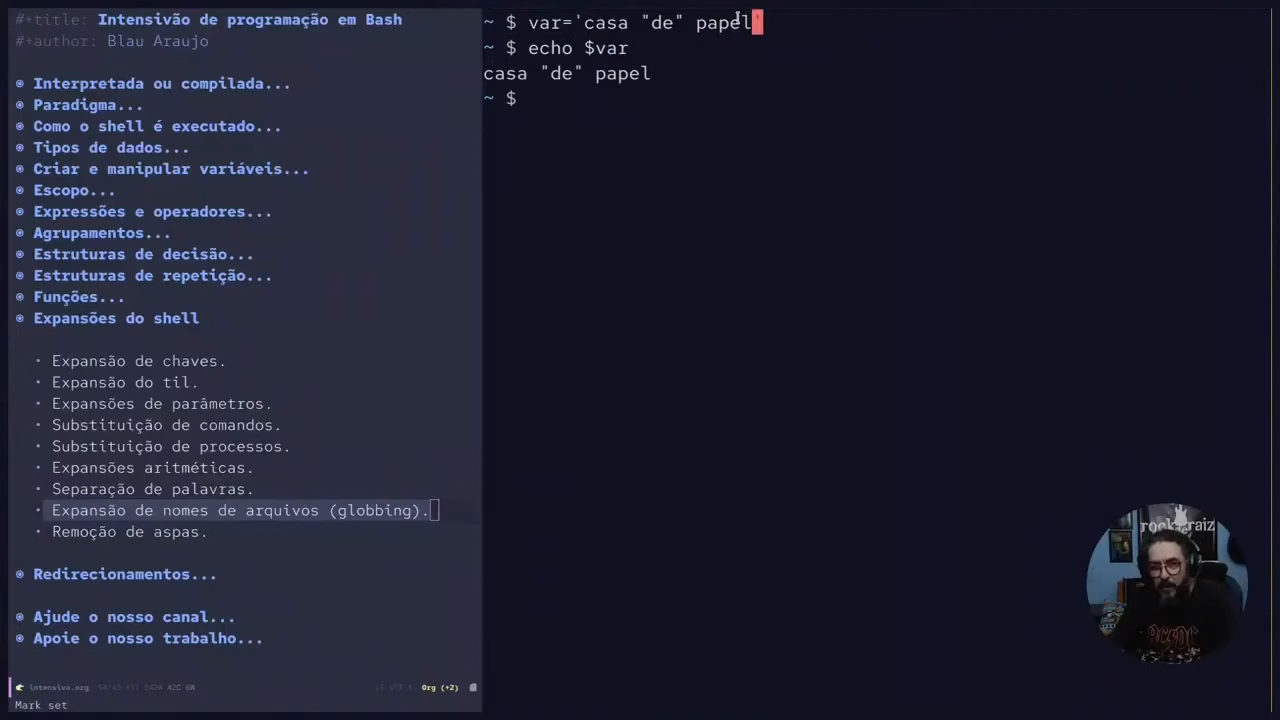 #+title: Intensivão de programação em Bash
#+author: Blau Araujo
Interpretada ou compilada...
Paradigma...
Como o shell é executado...
Tipos de dados...
Criar e manipular variáveis...
Escopo...
Expressões e operadores...
Agrupamentos...
Estruturas de decisão...
Estruturas de repetição...
Funções...
Expansões do shell
• Expansão de chaves.
• Expansão do til.
• Expansões de parâmetros.
• Substituição de comandos.
• Substituição de processos.
• Expansões aritméticas.
• Separação de palavras.
• Expansão de nomes de arquivos (globbing).
• Remoção de aspas.
Redirecionamentos...
Ajude o nosso canal...
Apoie o nosso trabalho...
intensivo.org
Org (+2)
Mark set
~ $ var='casa "de" papel'
~ $ echo $var
casa "de" papel
~ $
rock raiz
AC/DC